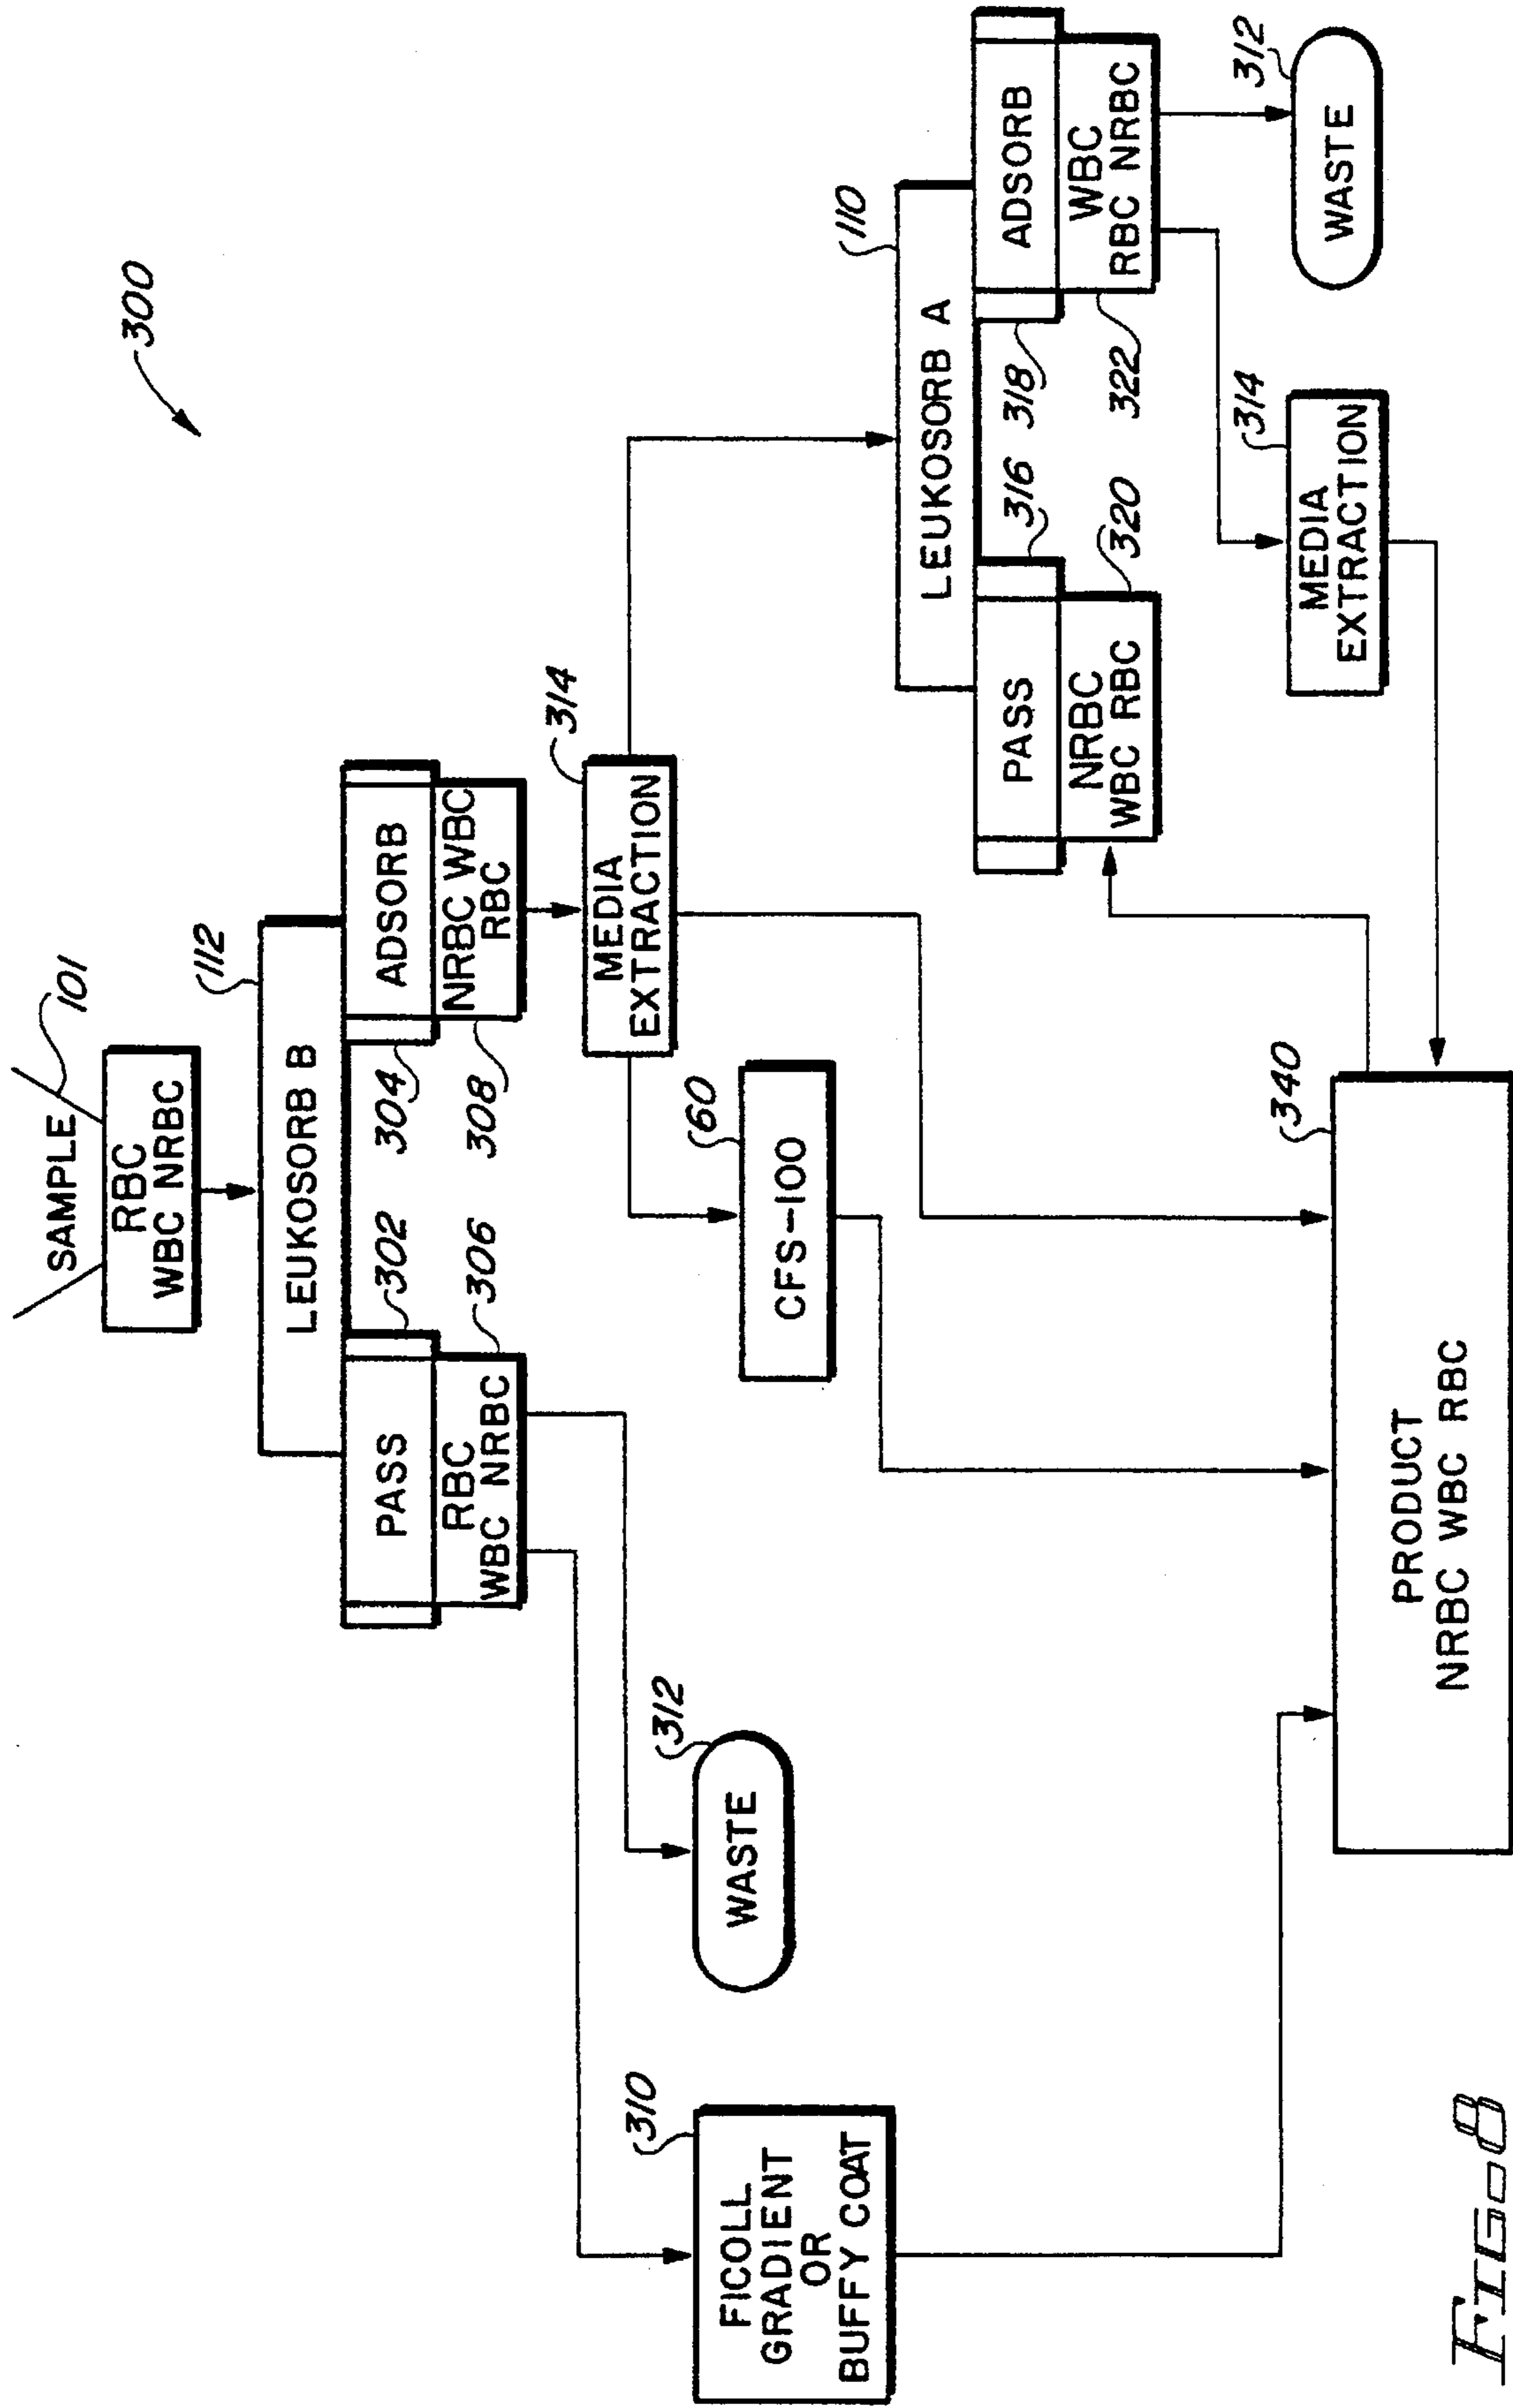 300
SAMPLE
101
RBC
WBC NRBC
112
LEUKOSORB B
302
304
PASS
ADSORB
RBC
WBC NRBC
306
NRBC WBC
RBC
308
310
FICOLL
GRADIENT
OR
BUFFY COAT
312
WASTE
60
CFS-100
314
MEDIA
EXTRACTION
110
LEUKOSORB A
316
318
PASS
ADSORB
NRBC
WBC RBC
320
WBC
RBC NRBC
322
314
MEDIA
EXTRACTION
312
WASTE
340
PRODUCT
NRBC WBC RBC
FIG-8